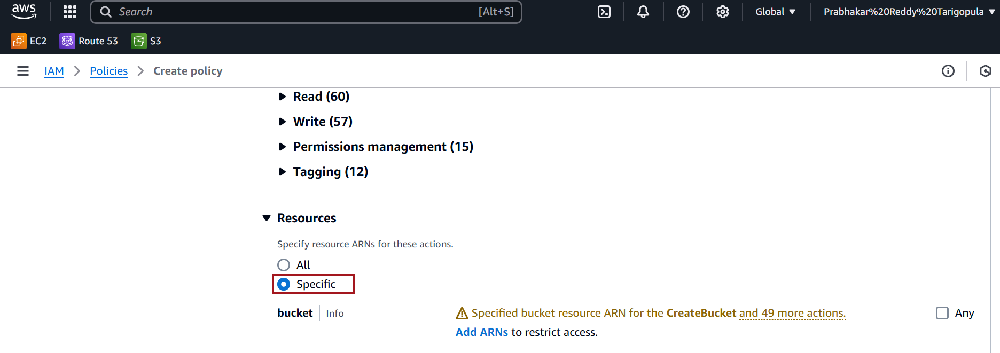 aws
Search [Alt+S] Global Prabhakar%20Reddy%20Tarigopula
EC2 Route 53 S3
IAM Policies Create policy
Read (60)
Write (57)
Permissions management (15)
Tagging (12)
Resources
Specify resource ARNs for these actions.
All
Specific
bucket Info Specified bucket resource ARN for the CreateBucket and 49 more actions. Any
Add ARNs to restrict access.